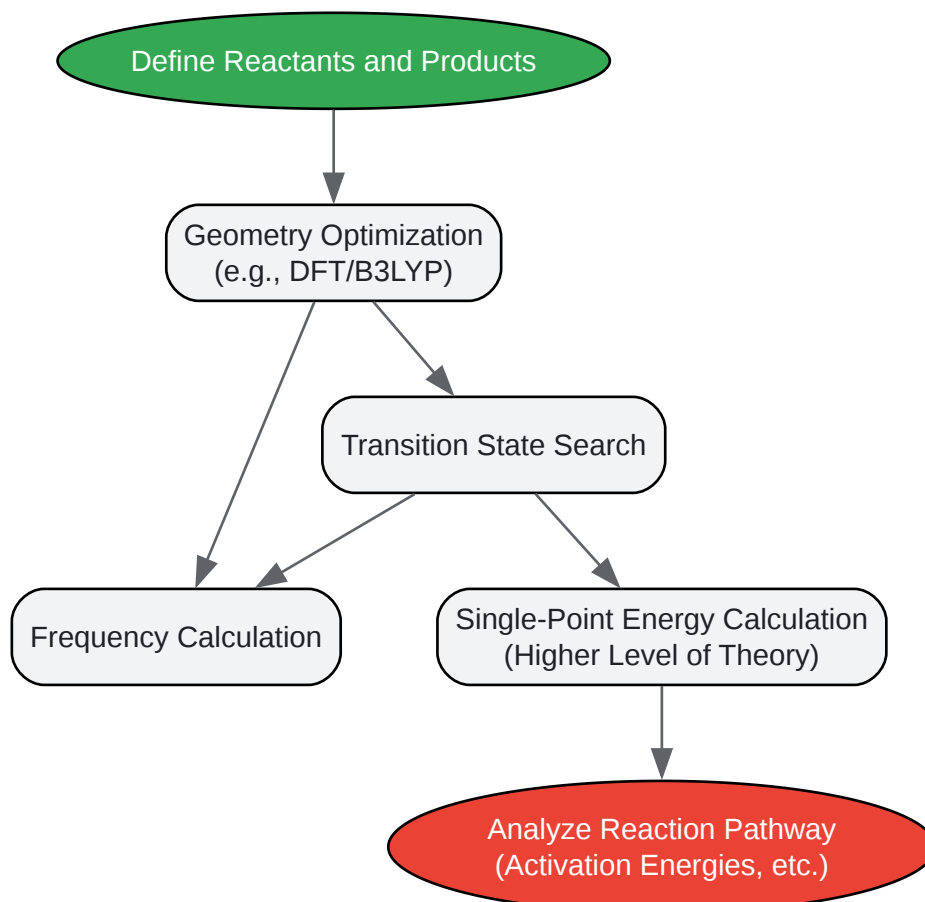 Define Reactants and Products
Geometry Optimization
(e.g., DFT/B3LYP)
Transition State Search
Frequency Calculation
Single-Point Energy Calculation
(Higher Level of Theory)
Analyze Reaction Pathway
(Activation Energies, etc.)